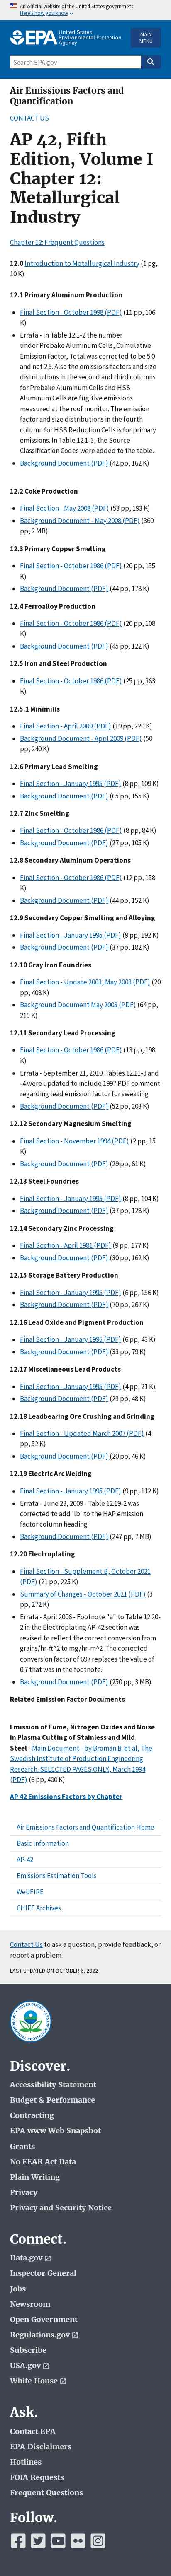 An official website of the United States government
Here's how you know
EPA United States
Environmental Protection
Agency
MAIN
MENU
Search EPA.gov
Air Emissions Factors and
Quantification
CONTACT US
AP 42, Fifth
Edition, Volume I
Chapter 12:
Metallurgical
Industry
Chapter 12: Frequent Questions
12.0 Introduction to Metallurgical Industry (1 pg,
10 K)
12.1 Primary Aluminum Production
Final Section - October 1998 (PDF) (11 pp, 106
K)
Errata - In Table 12.1-2 the number
under Prebake Aluminum Cells, Cumulative
Emission Factor, Total was corrected to be 5.0
and the size specific emission factors for
Prebake Aluminum Cells and HSS
Aluminum cells are not from emissions
measurement, but are from the application
of the size distribution in column 2 and the
emission factor for total mass emissions
found in table 12.1-2. The size distribution
for HSS Reduction Cells is from primary
emissions. In Table 12.1-3, the Source
Classification Codes were added to the table.
Background Document (PDF) (42 pp, 162 K)
12.2 Coke Production
Final Section - May 2008 (PDF) (53 pp, 193 K)
Background Document - May 2008 (PDF) (360
pp, 2 MB)
12.3 Primary Copper Smelting
Final Section - October 1986 (PDF) (20 pp, 155
K)
Background Document (PDF) (44 pp, 178 K)
12.4 Ferroalloy Production
Final Section - October 1986 (PDF) (20 pp, 108
K)
Background Document (PDF) (45 pp, 122 K)
12.5 Iron and Steel Production
Final Section - October 1986 (PDF) (25 pp, 363
K)
12.5.1 Minimills
Final Section - April 2009 (PDF) (19 pp, 220 K)
Background Document - April 2009 (PDF) (50
pp, 240 K)
12.6 Primary Lead Smelting
Final Section - January 1995 (PDF) (8 pp, 109 K)
Background Document (PDF) (65 pp, 155 K)
12.7 Zinc Smelting
Final Section - October 1986 (PDF) (8 pp, 84 K)
Background Document (PDF) (27 pp, 105 K)
12.8 Secondary Aluminum Operations
Final Section - October 1986 (PDF) (12 pp, 158
K)
Background Document (PDF) (44 pp, 152 K)
12.9 Secondary Copper Smelting and Alloying
Final Section - January 1995 (PDF) (9 pp, 192 K)
Background Document (PDF) (37 pp, 182 K)
12.10 Gray Iron Foundries
Final Section - Update 2003, May 2003 (PDF) (20
pp, 408 K)
Background Document May 2003 (PDF) (64 pp,
215 K)
12.11 Secondary Lead Processing
Final Section - October 1986 (PDF) (13 pp, 198
K)
Errata - September 21, 2010. Tables 12.11-3 and
-4 were updated to include 1997 PDF comment
regarding lead emission factor for sweating.
Background Document (PDF) (52 pp, 203 K)
12.12 Secondary Magnesium Smelting
Final Section - November 1994 (PDF) (2 pp, 15
K)
Background Document (PDF) (29 pp, 61 K)
12.13 Steel Foundries
Final Section - January 1995 (PDF) (8 pp, 104 K)
Background Document (PDF) (37 pp, 128 K)
12.14 Secondary Zinc Processing
Final Section - April 1981 (PDF) (9 pp, 177 K)
Background Document (PDF) (30 pp, 162 K)
12.15 Storage Battery Production
Final Section - January 1995 (PDF) (6 pp, 156 K)
Background Document (PDF) (70 pp, 267 K)
12.16 Lead Oxide and Pigment Production
Final Section - January 1995 (PDF) (6 pp, 43 K)
Background Document (PDF) (33 pp, 79 K)
12.17 Miscellaneous Lead Products
Final Section - January 1995 (PDF) (4 pp, 21 K)
Background Document (PDF) (23 pp, 48 K)
12.18 Leadbearing Ore Crushing and Grinding
Final Section - Updated March 2007 (PDF) (4
pp, 52 K)
Background Document (PDF) (20 pp, 46 K)
12.19 Electric Arc Welding
Final Section - January 1995 (PDF) (9 pp, 112 K)
Errata - June 23, 2009 - Table 12.19-2 was
corrected to add 'lb' to the HAP emission
factor column heading.
Background Document (PDF) (247 pp, 7 MB)
12.20 Electroplating
Final Section - Supplement B, October 2021
(PDF) (21 pp, 225 K)
Summary of Changes - October 2021 (PDF) (3
pp, 272 K)
Errata - April 2006 - Footnote "a" to Table 12.20-
2 in the Electroplating AP-42 section was
revised to indicate that the conversion of
grains/hr-ft^2 to mg/hr-m^2. The correct
conversion of 697 replaces the old value of
0.7 that was in the footnote.
Background Document (PDF) (250 pp, 3 MB)
Related Emission Factor Documents
Emission of Fume, Nitrogen Oxides and Noise
in Plasma Cutting of Stainless and Mild
Steel - Main Document - by Broman B. et al, The
Swedish Institute of Production Engineering
Research. SELECTED PAGES ONLY, March 1994
(PDF) (6 pp, 400 K)
AP 42 Emissions Factors by Chapter
Air Emissions Factors and Quantification Home
Basic Information
AP-42
Emissions Estimation Tools
WebFIRE
CHIEF Archives
Contact Us to ask a question, provide feedback, or
report a problem.
LAST UPDATED ON OCTOBER 6, 2022
Discover.
Accessibility Statement
Budget & Performance
Contracting
EPA www Web Snapshot
Grants
No FEAR Act Data
Plain Writing
Privacy
Privacy and Security Notice
Connect.
Data.gov
Inspector General
Jobs
Newsroom
Open Government
Regulations.gov
Subscribe
USA.gov
White House
Ask.
Contact EPA
EPA Disclaimers
Hotlines
FOIA Requests
Frequent Questions
Follow.